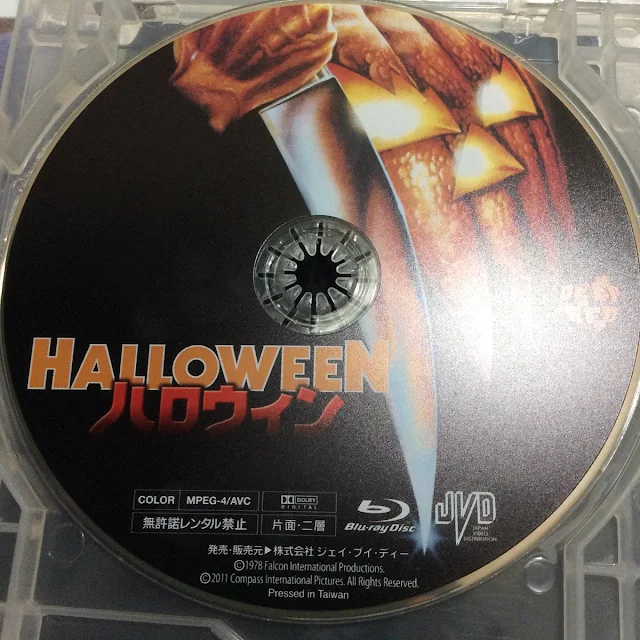 HALLOWEEN
ハロウィン
COLOR MPEG-4/AVC DOLBY DIGITAL
無許諾レンタル禁止 片面・二層
Blu-ray Disc
JVD
JAPAN
VIDEO
DISTRIBUTION
発売・販売元▶株式会社 ジェイ・ブイ・ディー
©1978 Falcon International Productions.
©2011 Compass International Pictures. All Rights Reserved.
Pressed in Taiwan